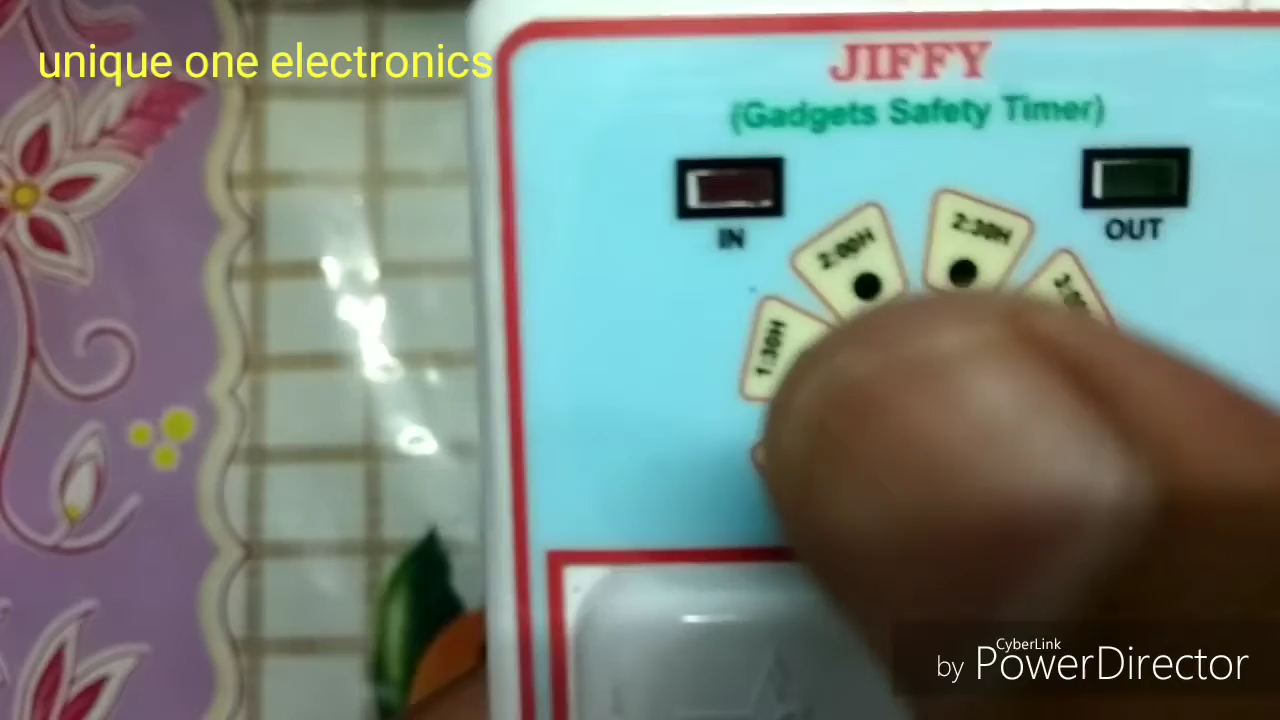 unique one electronics
JIFFY
(Gadgets Safety Timer)
IN
OUT
2:00H
2:30H
1:30H
CyberLink
by PowerDirector